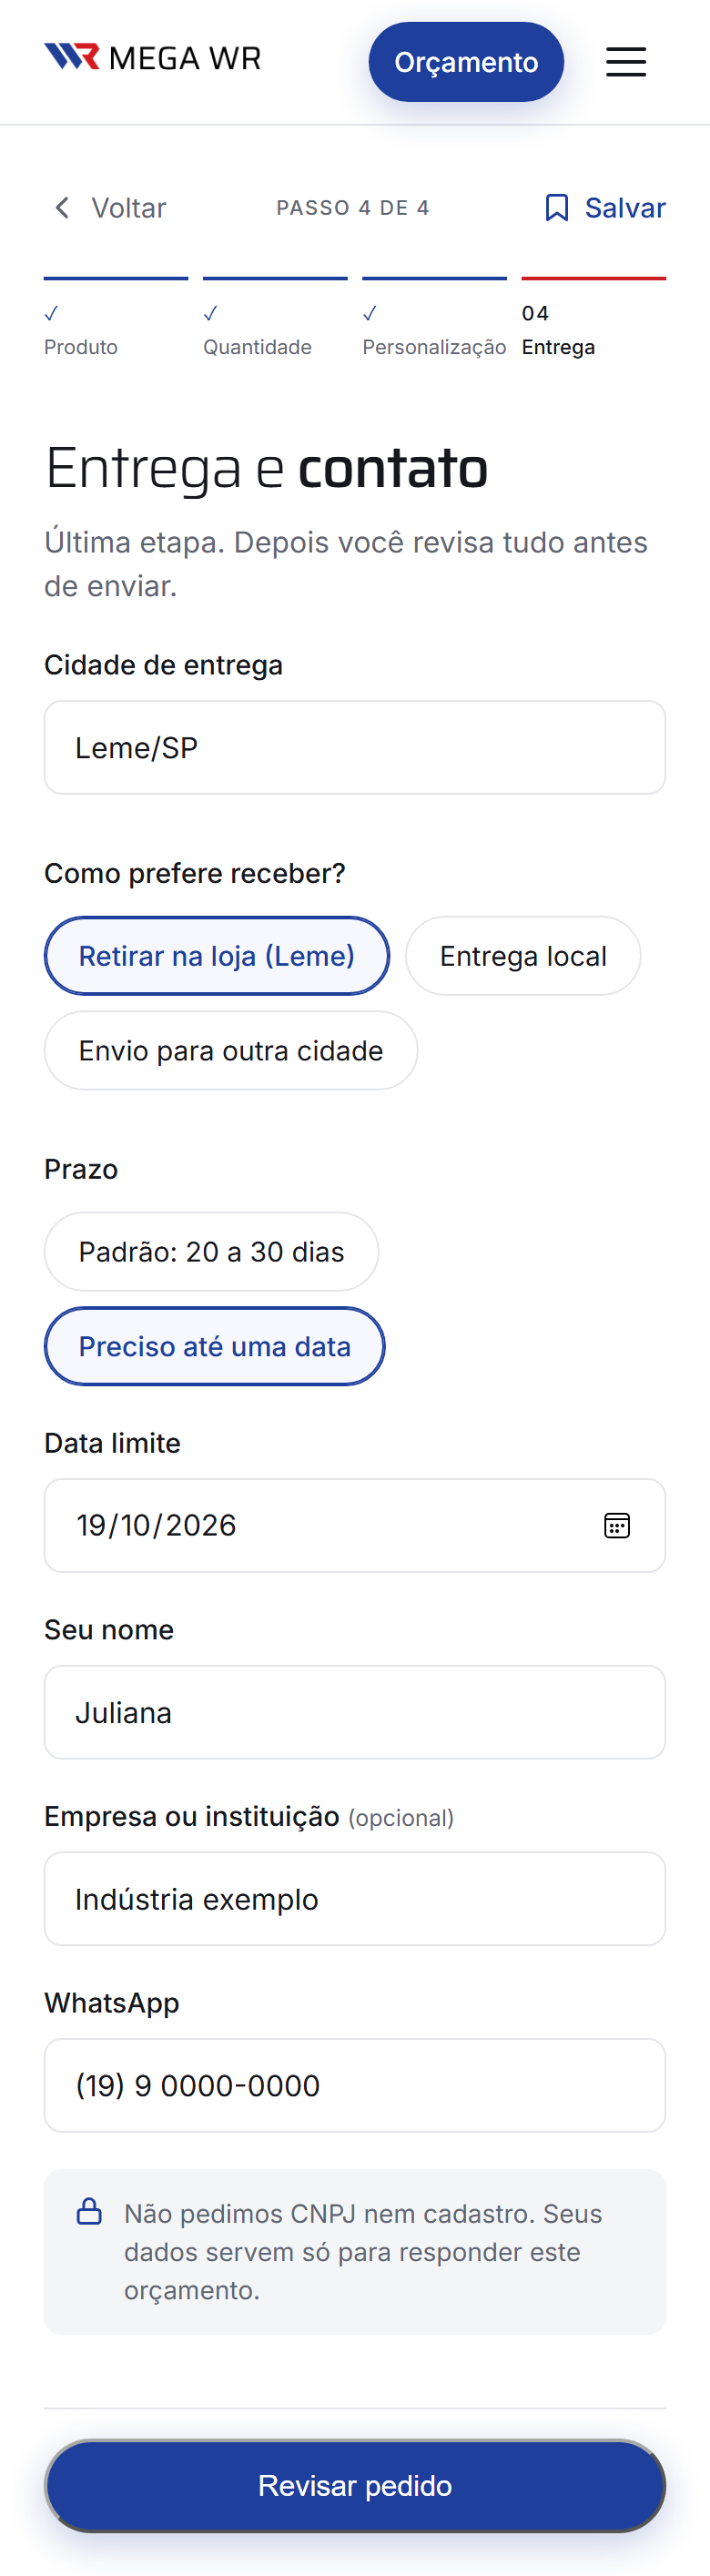 WR MEGA WR
Orçamento
Voltar
PASSO 4 DE 4
Salvar
✓
✓
✓
04
Produto
Quantidade
Personalização
Entrega
Entrega e contato
Última etapa. Depois você revisa tudo antes
de enviar.
Cidade de entrega
Leme/SP
Como prefere receber?
Retirar na loja (Leme)
Entrega local
Envio para outra cidade
Prazo
Padrão: 20 a 30 dias
Preciso até uma data
Data limite
19/10/2026
Seu nome
Juliana
Empresa ou instituição (opcional)
Indústria exemplo
WhatsApp
(19) 9 0000-0000
Não pedimos CNPJ nem cadastro. Seus
dados servem só para responder este
orçamento.
Revisar pedido